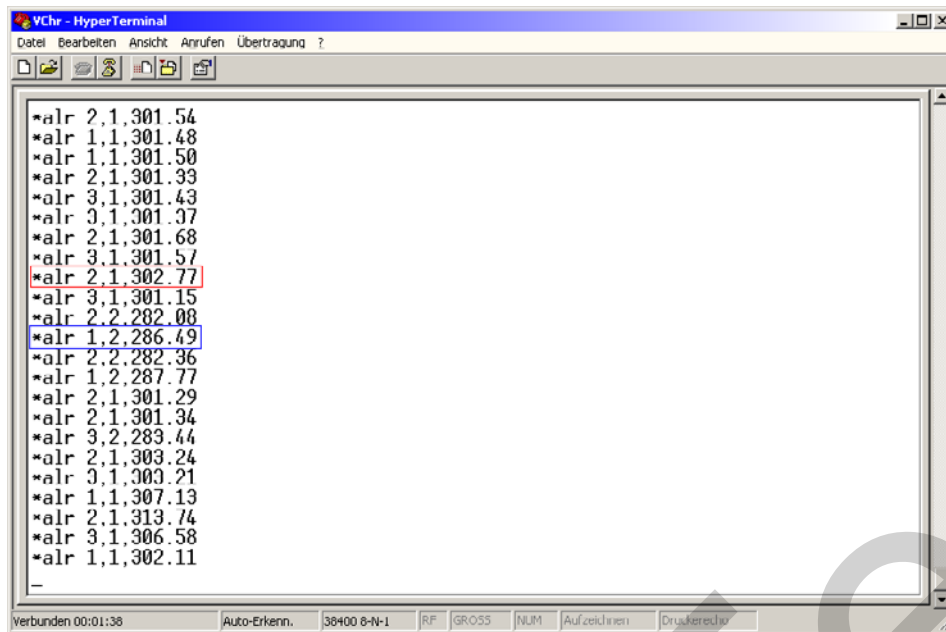 VChr - HyperTerminal
Datei Bearbeiten Ansicht Anrufen Übertragung ?
*alr 2,1,301.54
*alr 1,1,301.48
*alr 1,1,301.50
*alr 2,1,301.33
*alr 3,1,301.43
*alr 3,1,301.37
*alr 2,1,301.68
*alr 3,1,301.57
*alr 2,1,302.77
*alr 3,1,301.15
*alr 2,2,282.08
*alr 1,2,286.49
*alr 2,2,282.36
*alr 1,2,287.77
*alr 2,1,301.29
*alr 2,1,301.34
*alr 3,2,283.44
*alr 2,1,303.24
*alr 3,1,303.21
*alr 1,1,307.13
*alr 2,1,313.74
*alr 3,1,306.58
*alr 1,1,302.11
_
Verbunden 00:01:38 Auto-Erkenn. 38400 8-N-1 RF GROSS NUM Aufzeichnen Druckerecho